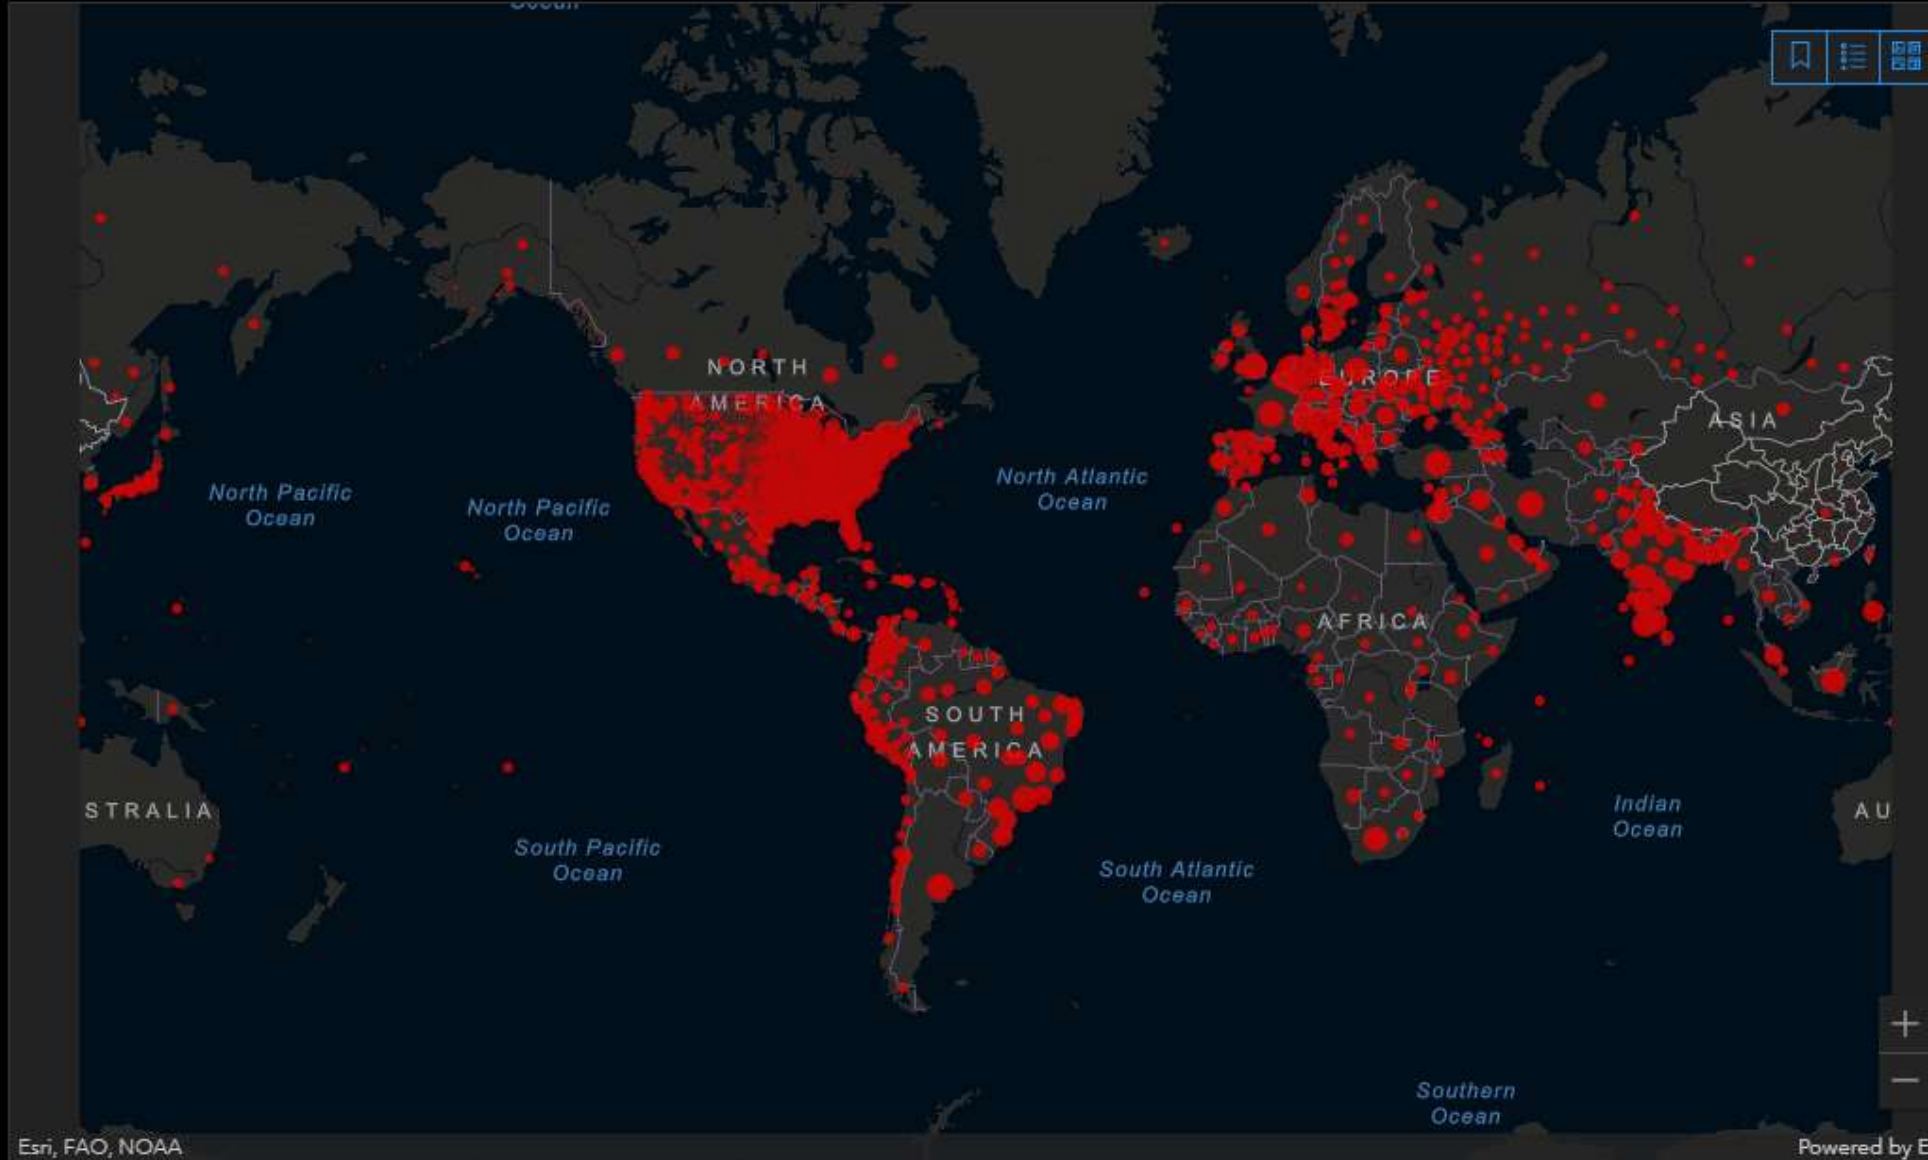 Ocean
NORTH
AMERICA
EUROPE
ASIA
North Pacific
Ocean
North Pacific
Ocean
North Atlantic
Ocean
AFRICA
SOUTH
AMERICA
STRALIA
South Pacific
Ocean
South Atlantic
Ocean
Indian
Ocean
AU
Southern
Ocean
Esri, FAO, NOAA
Powered by E